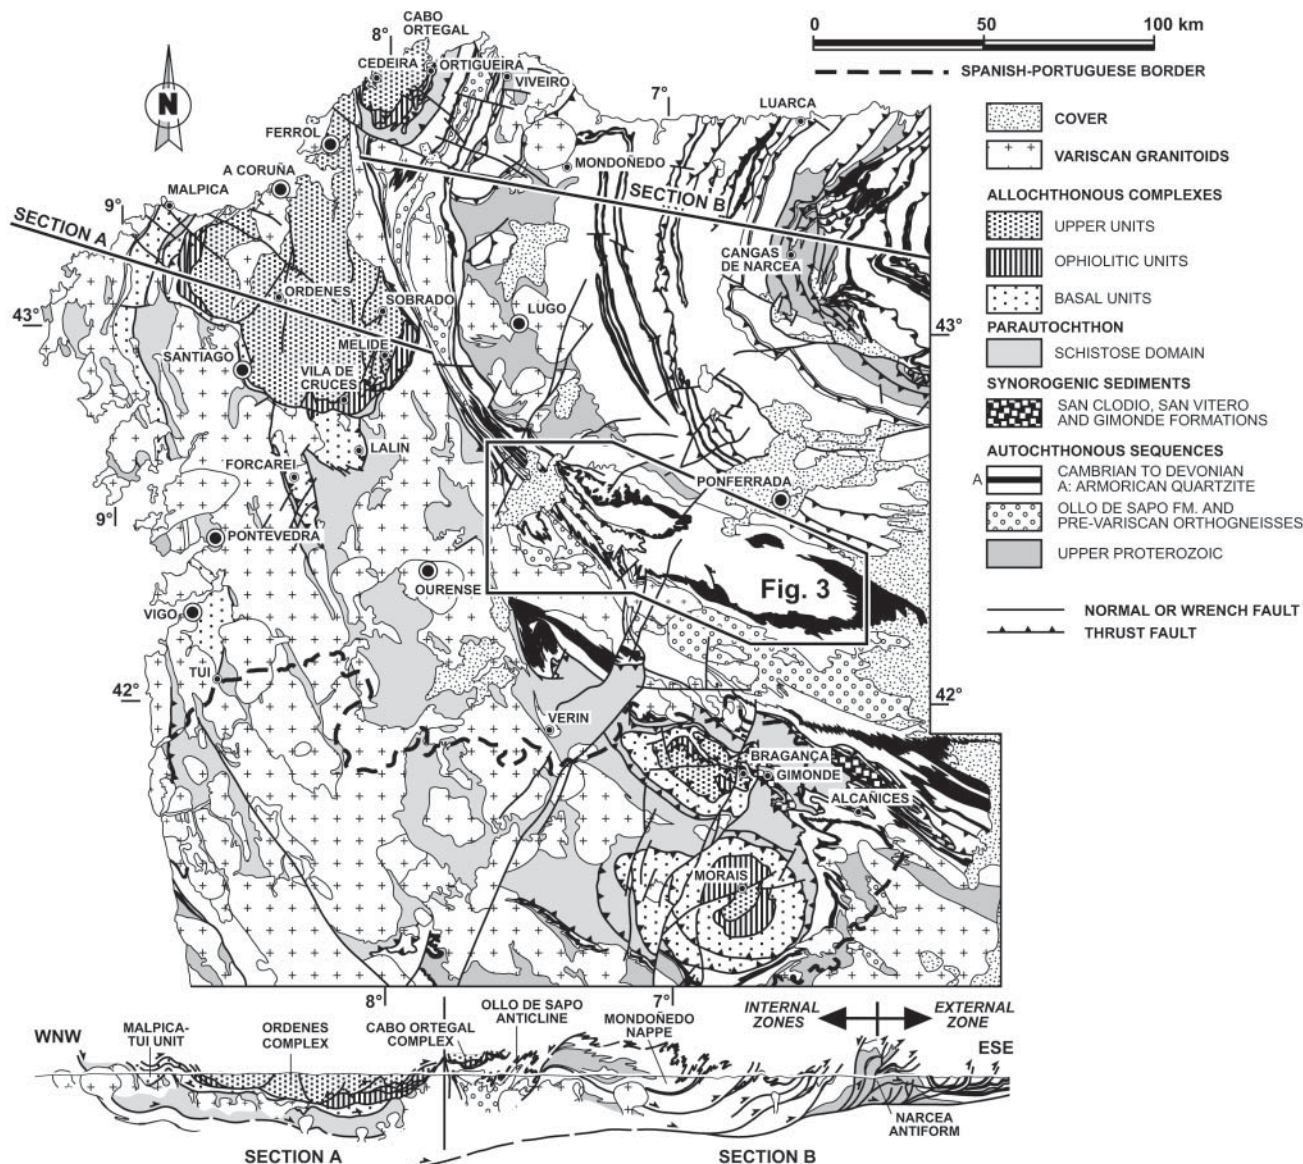 CABO
ORTEGAL
8°
CEDEIRA
ORTIGUEIRA
VIVEIRO
0 50 100 km
SPANISH-PORTUGUESE BORDER
N
7°
LUARCA
FERROL
MONDOÑEDO
A CORUÑA
MALPICA
9°
SECTION A
SECTION B
CANGAS
DE NARCEA
ORDENES
SOBRADO
LUGO
43°
43°
MELIDE
SANTIAGO
VILA DE
CRUCES
LALIN
FORCAREI
PONFERRADA
9°
PONTEVEDRA
OURENSE
Fig. 3
VIGO
TUI
42°
42°
VERIN
BRAGANÇA
GIMONDE
ALCAÑICES
MORAIS
8°
7°
COVER
VARISCAN GRANITOIDS
ALLOCHTHONOUS COMPLEXES
UPPER UNITS
OPHIOLITIC UNITS
BASAL UNITS
PARAUTOCHTHON
SCHISTOSE DOMAIN
SYNOROGENIC SEDIMENTS
SAN CLODIO, SAN VITERO
AND GIMONDE FORMATIONS
AUTOCHTHONOUS SEQUENCES
A
CAMBRIAN TO DEVONIAN
A: ARMORICAN QUARTZITE
OLLO DE SAPO FM. AND
PRE-VARISCAN ORTHOGNEISSES
UPPER PROTEROZOIC
NORMAL OR WRENCH FAULT
THRUST FAULT
WNW
MALPICA-
TUI UNIT
ORDENES
COMPLEX
CABO ORTEGAL
COMPLEX
OLLO DE SAPO
ANTICLINE
MONDOÑEDO
NAPPE
INTERNAL
ZONES
EXTERNAL
ZONE
ESE
NARCEA
ANTIFORM
SECTION A
SECTION B